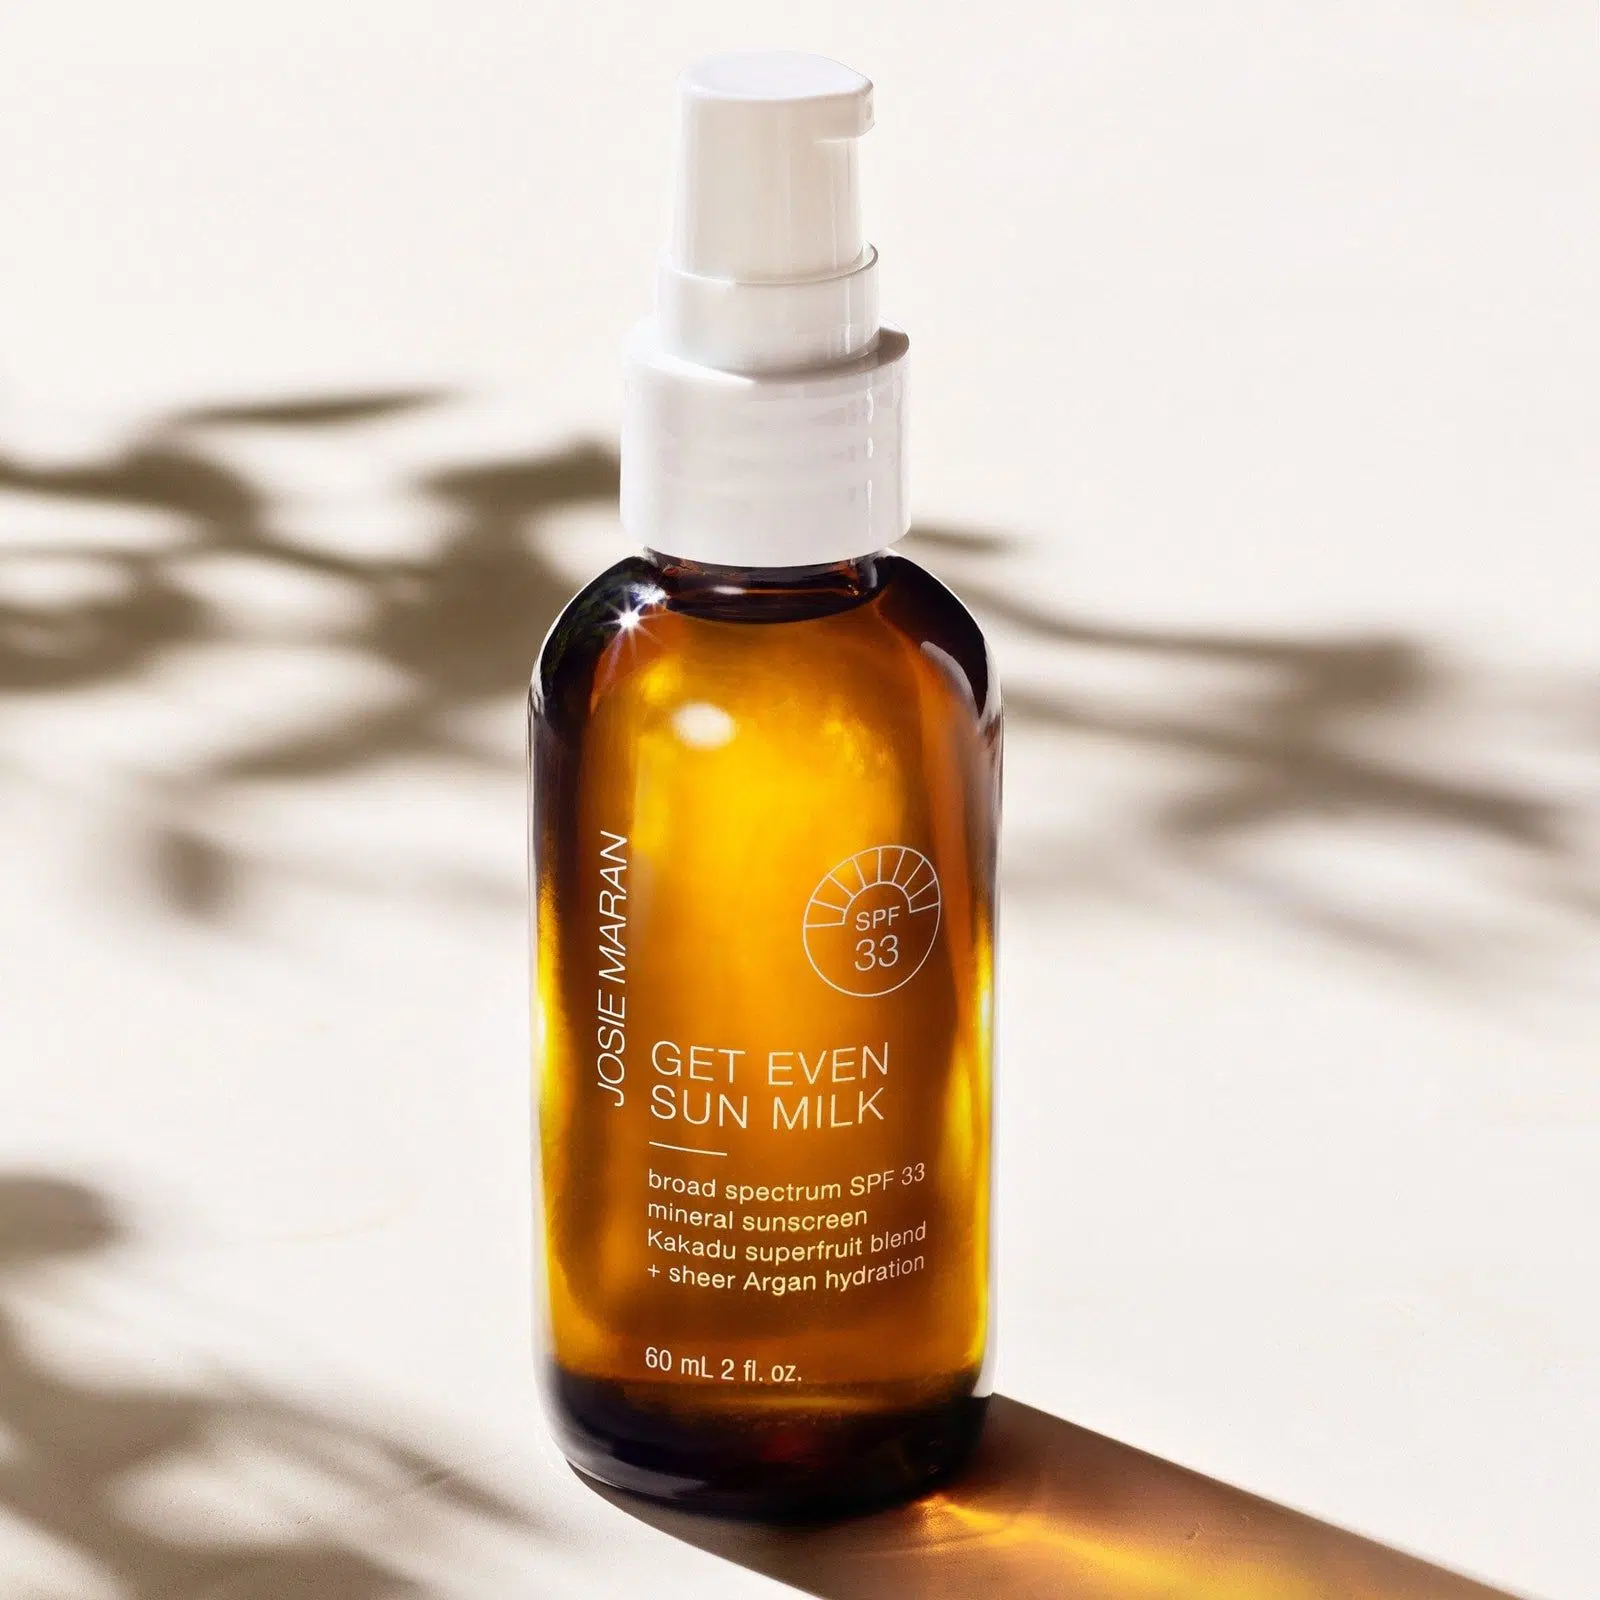 JOSIE MARAN
SPF
33
GET EVEN
SUN MILK
broad spectrum SPF 33
mineral sunscreen
Kakadu superfruit blend
+ sheer Argan hydration
60 mL 2 fl. oz.